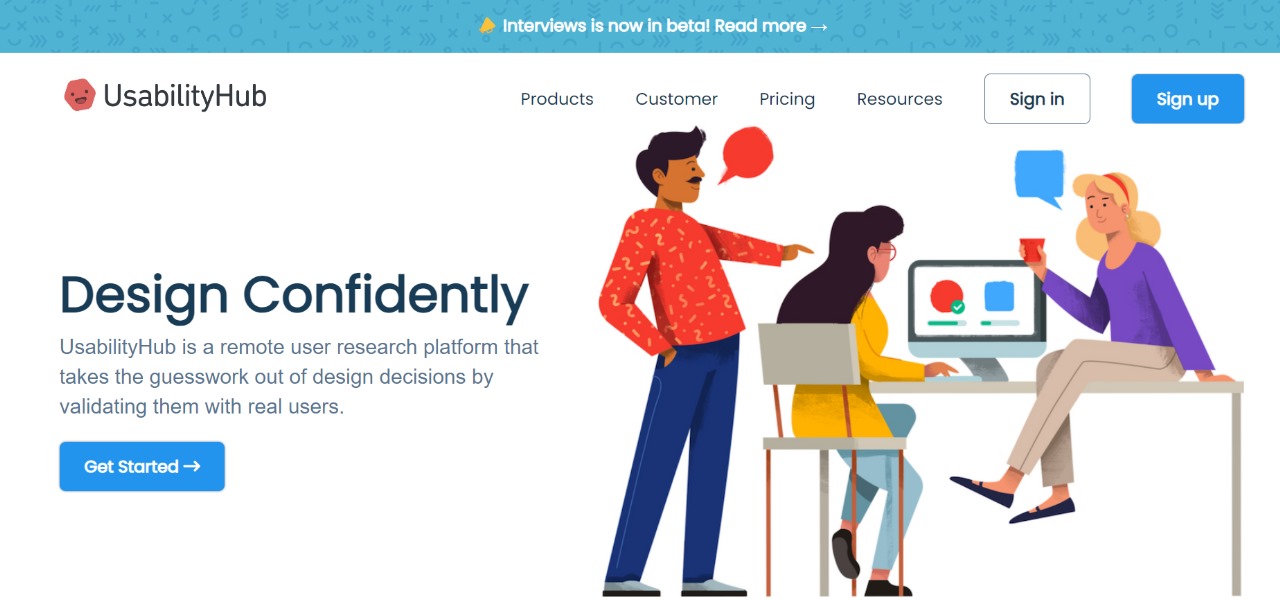 Interviews is now in beta! Read more →
UsabilityHub
Products
Customer
Pricing
Resources
Sign in
Sign up
Design Confidently
UsabilityHub is a remote user research platform that
takes the guesswork out of design decisions by
validating them with real users.
Get Started →